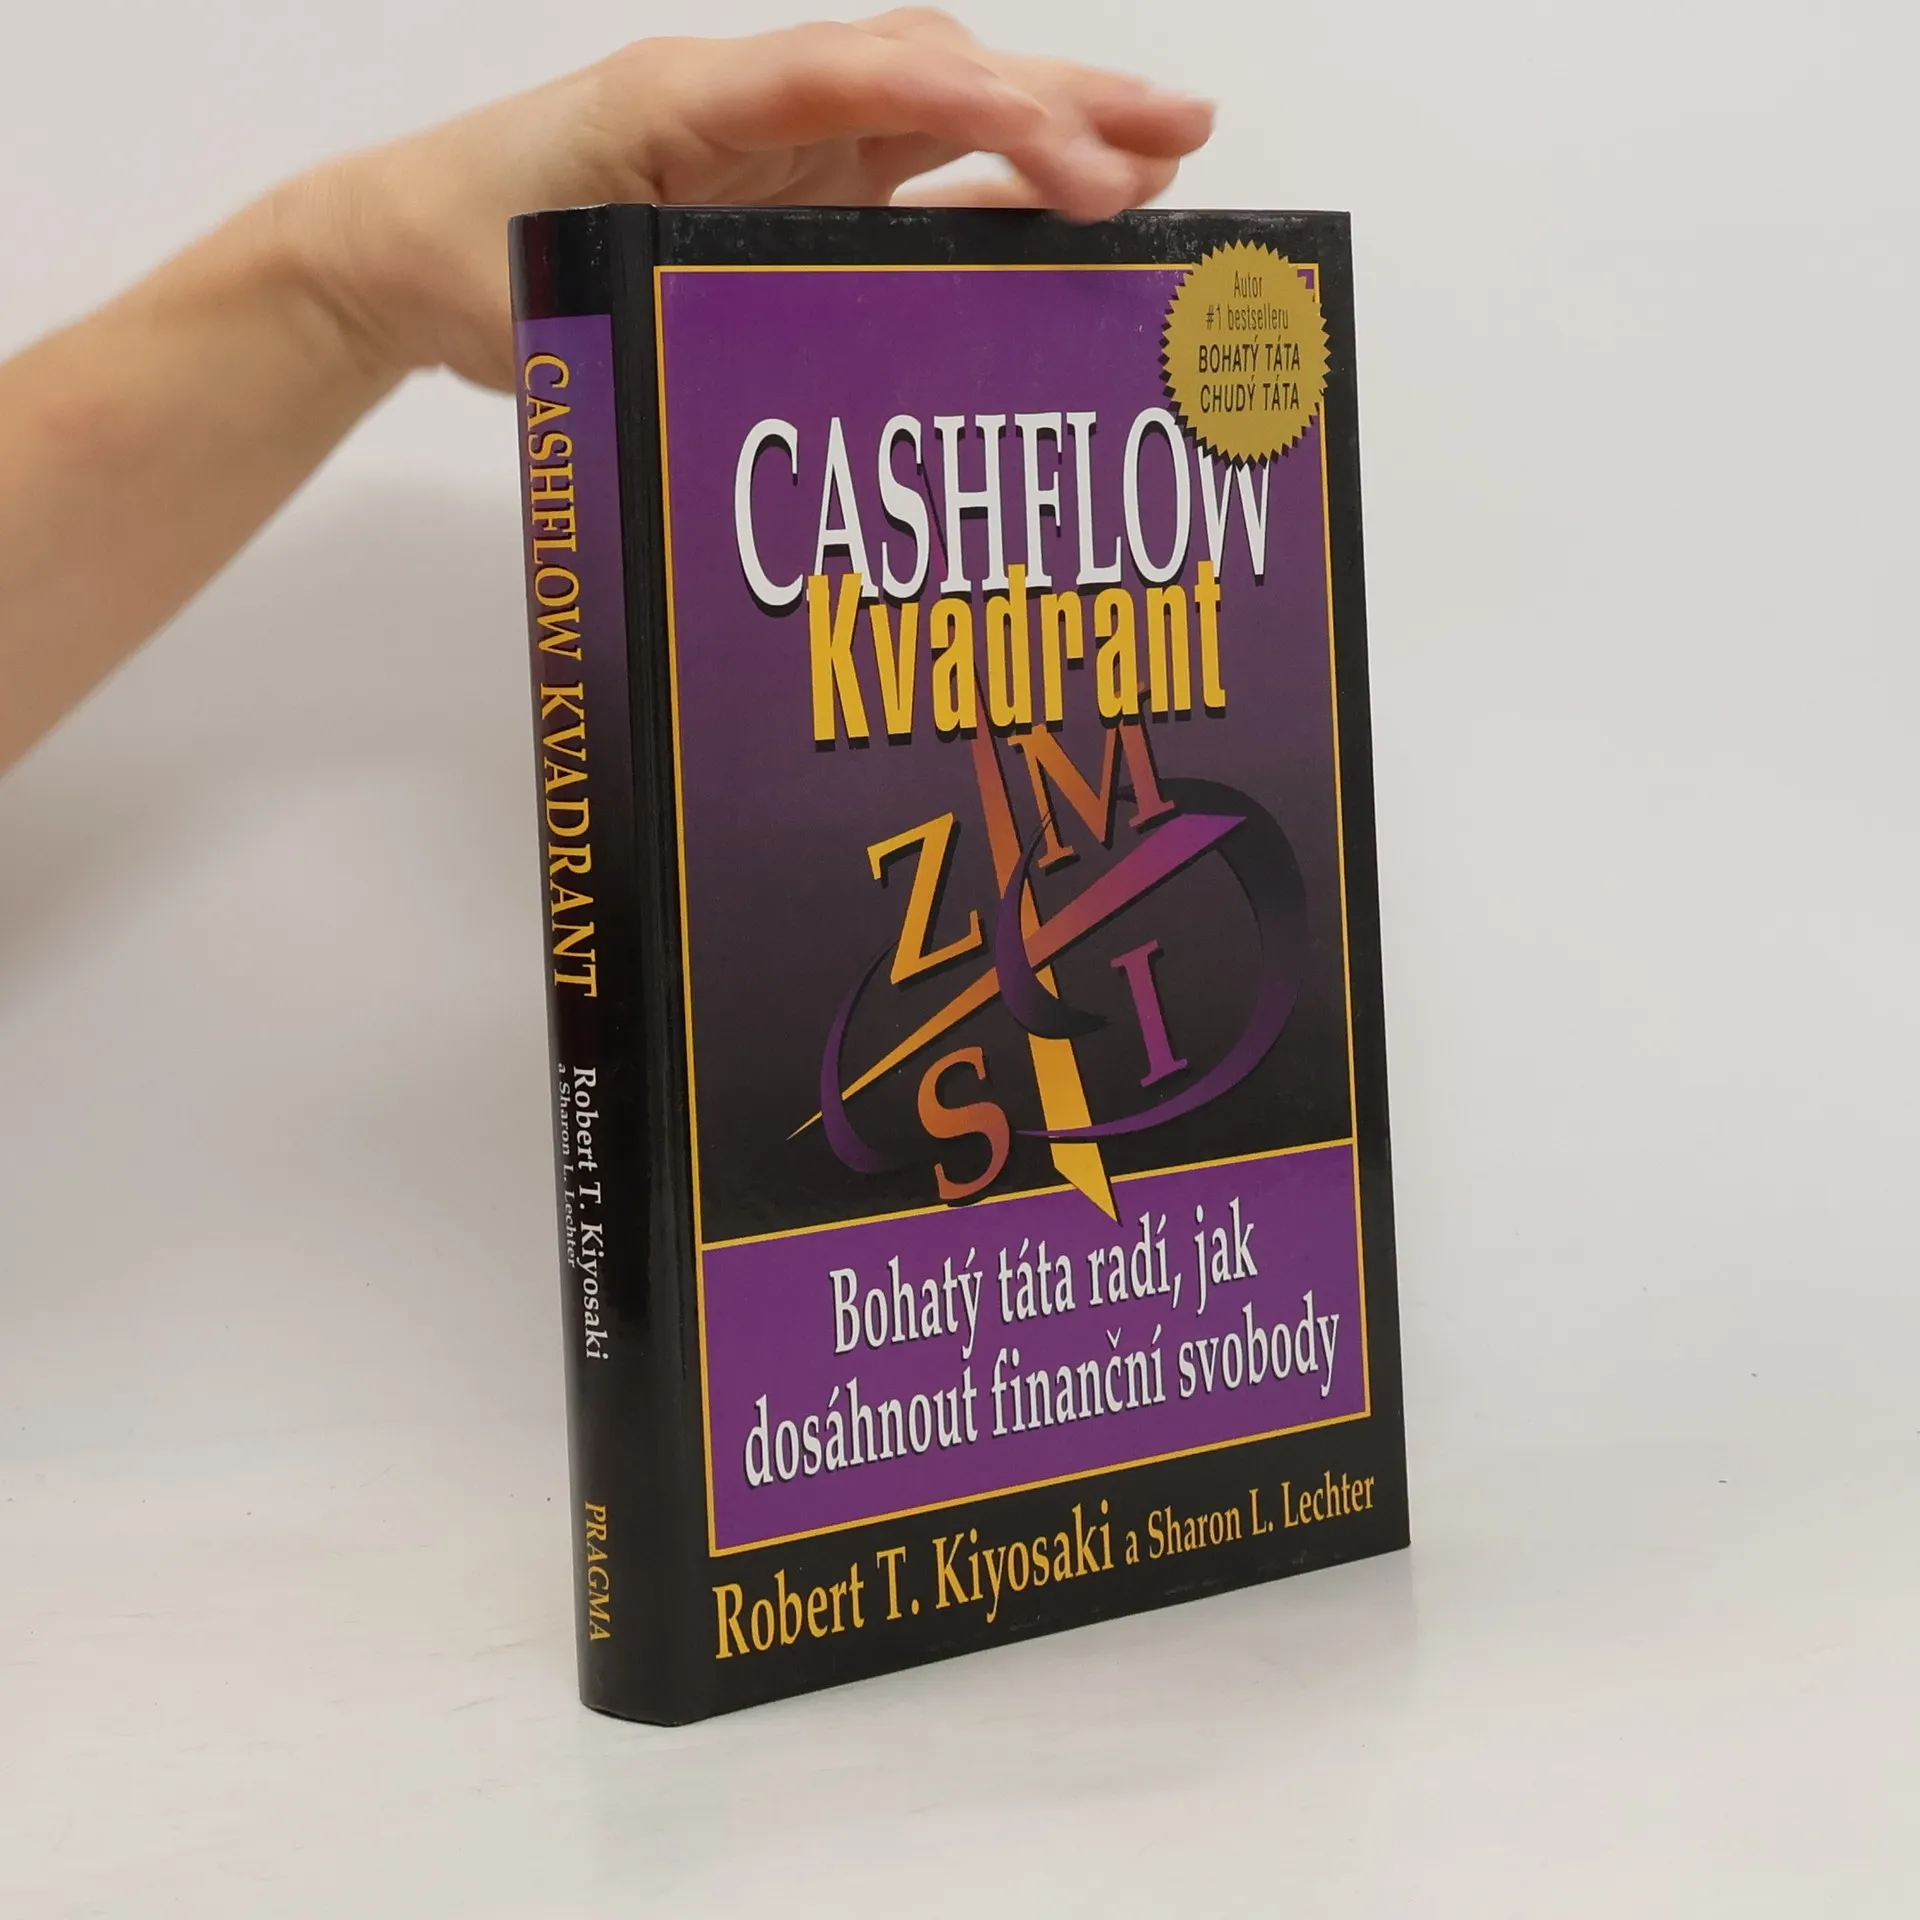 CASHFLOW KVADRANT
Robert T. Kiyosaki
a Sharon L. Lechter
PRAGMA
Autor
#1 bestselleru
BOHATÝ TÁTA
CHUDÝ TÁTA
CASHFLOW
Kvadrant
Z M
S I
Bohatý táta radí, jak
dosáhnout finanční svobody
Robert T. Kiyosaki a Sharon L. Lechter